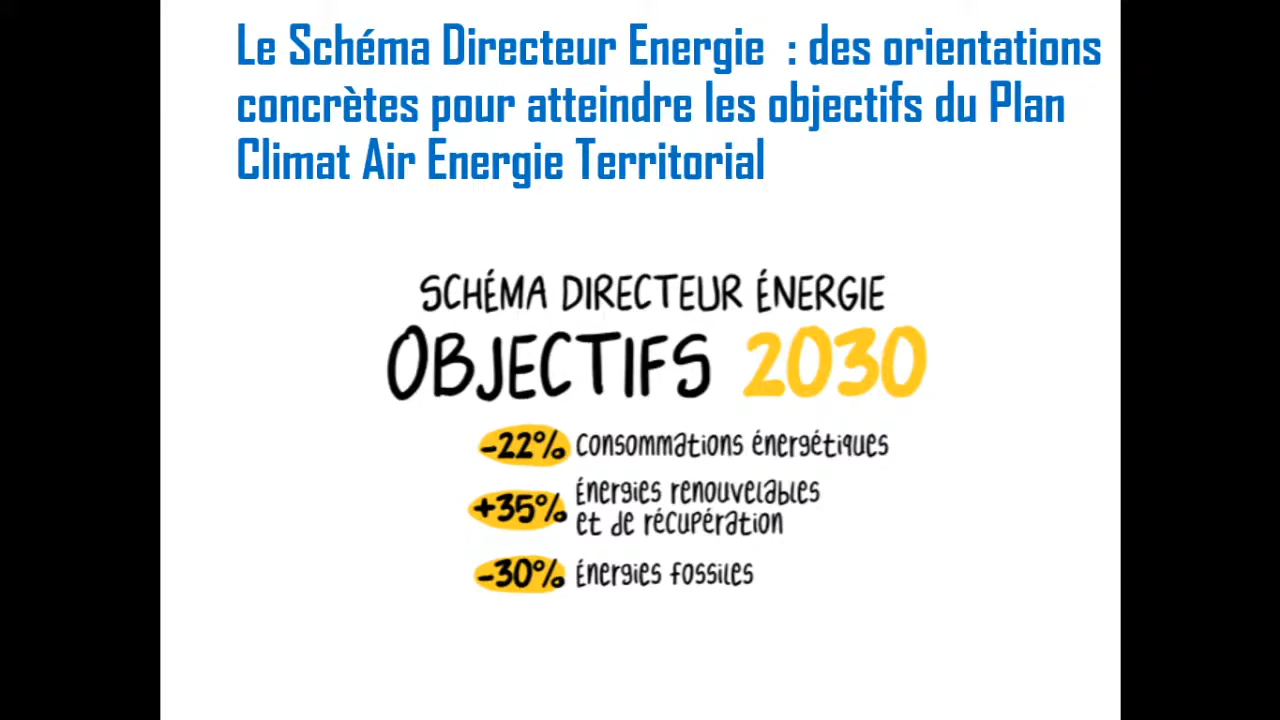 Le Schéma Directeur Energie : des orientations
concrètes pour atteindre les objectifs du Plan
Climat Air Energie Territorial
SCHÉMA DIRECTEUR ÉNERGIE
OBJECTIFS 2030
-22% consommations énergétiques
+35% Énergies renouvelables
et de récupération
-30% Énergies fossiles